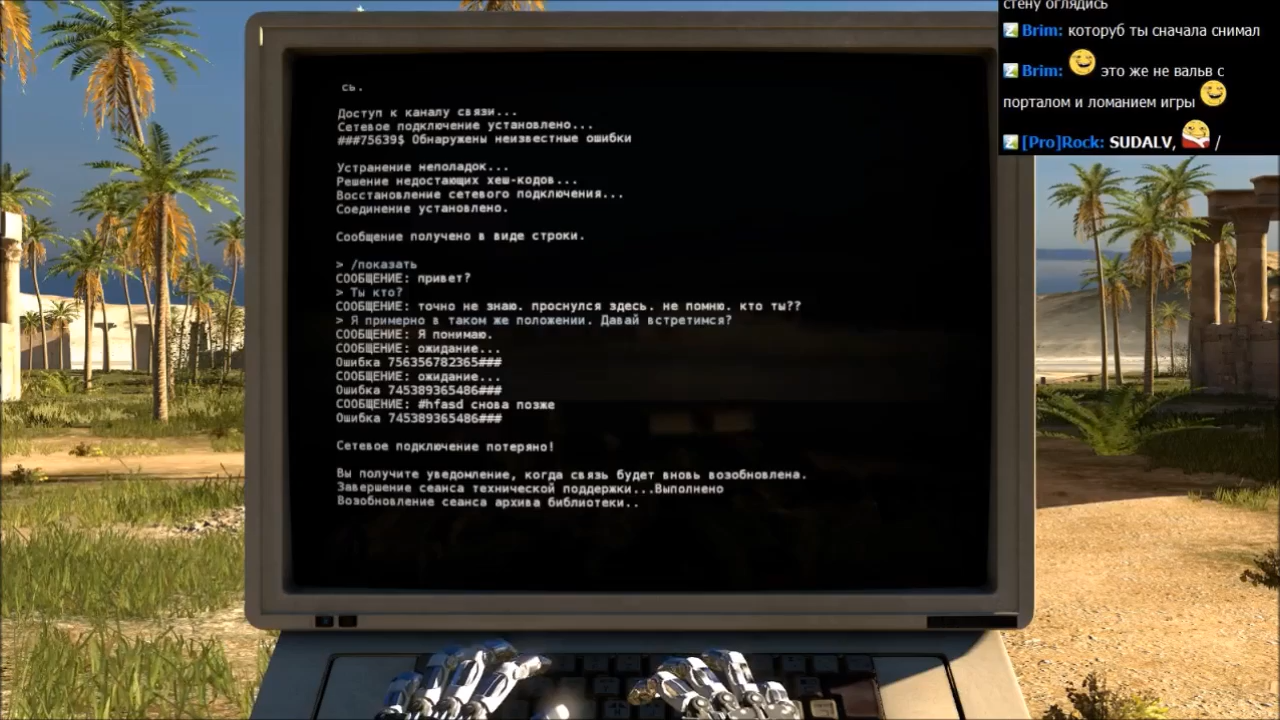 сь.
Доступ к каналу связи...
Сетевое подключение установлено...
###75639$ Обнаружены неизвестные ошибки
Устранение неполадок...
Решение недостающих хеш-кодов...
Восстановление сетевого подключения...
Соединение установлено.
Сообщение получено в виде строки.
> /показать
СООБЩЕНИЕ: привет?
> Ты кто?
СООБЩЕНИЕ: точно не знаю. проснулся здесь. не помню. кто ты??
> Я примерно в таком же положении. Давай встретимся?
СООБЩЕНИЕ: Я понимаю.
СООБЩЕНИЕ: ожидание...
Ошибка 756356782365###
СООБЩЕНИЕ: ожидание...
Ошибка 745389365486###
СООБЩЕНИЕ: #hfasd снова позже
Ошибка 745389365486###
Сетевое подключение потеряно!
Вы получите уведомление, когда связь будет вновь возобновлена.
Завершение сеанса технической поддержки...Выполнено
Возобновление сеанса архива библиотеки..
стену оглядись
Brim: которуб ты сначала снимал
Brim: это же не вальв с
порталом и ломанием игры
[Pro]Rock: SUDALV, /